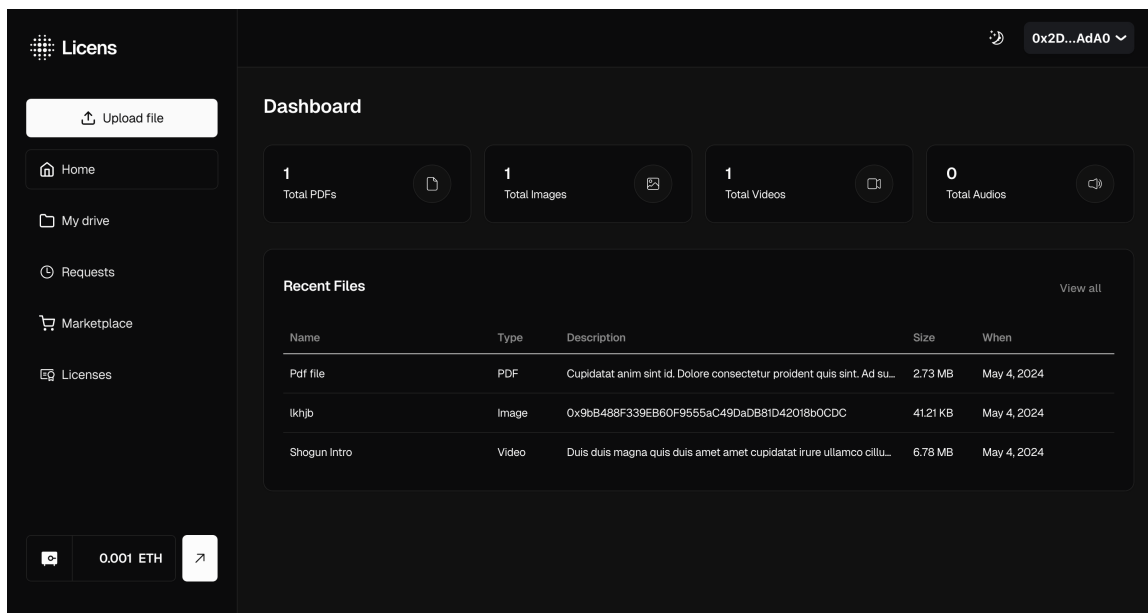 Licens
0x2D...AdA0
Upload file
Home
My drive
Requests
Marketplace
Licenses
0.001 ETH
Dashboard
1
Total PDFs
1
Total Images
1
Total Videos
0
Total Audios
Recent Files
View all
Name Type Description Size When
Pdf file PDF Cupidatat anim sint id. Dolore consectetur proident quis sint. Ad su... 2.73 MB May 4, 2024
lkhjb Image 0x9bB488F339EB60F9555aC49DaDB81D42018b0CDC 41.21 KB May 4, 2024
Shogun Intro Video Duis duis magna quis duis amet amet cupidatat irure ullamco cillu... 6.78 MB May 4, 2024